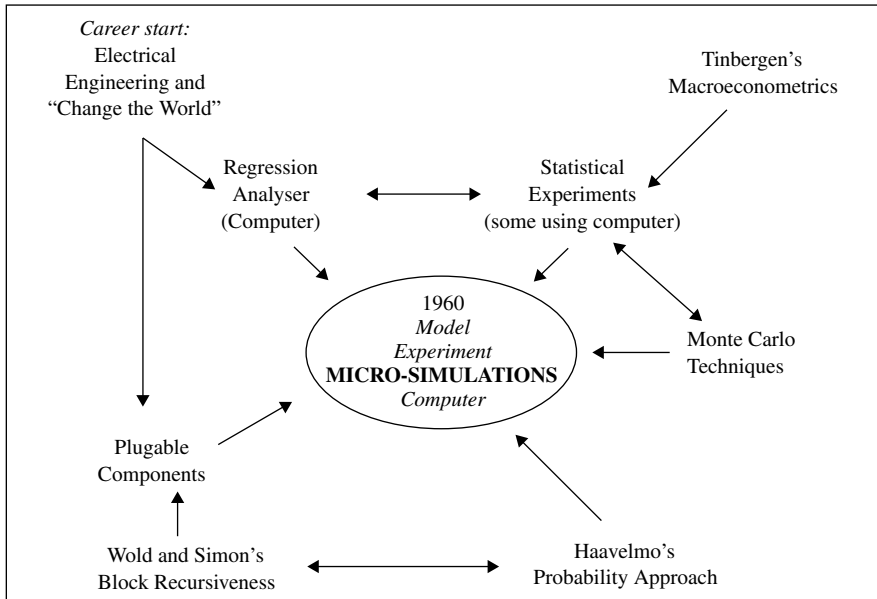 Career start:
Electrical
Engineering and
“Change the World”
Tinbergen’s
Macroeconometrics
Regression
Analyser
(Computer)
Statistical
Experiments
(some using computer)
1960
Model
Experiment
MICRO-SIMULATIONS
Computer
Monte Carlo
Techniques
Plugable
Components
Wold and Simon’s
Block Recursiveness
Haavelmo’s
Probability Approach